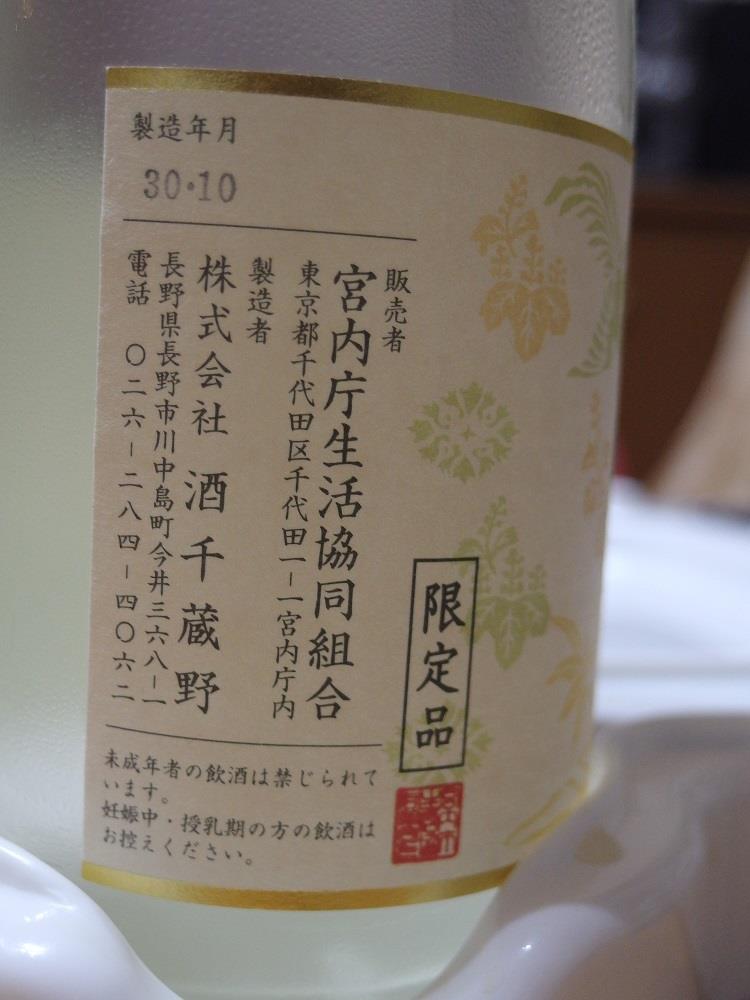 製造年月
30・10
限定品
販売者
宮内庁生活協同組合
東京都千代田区千代田一−一宮内庁内
製造者
株式会社 酒千蔵野
長野県長野市川中島町今井三六八−一
電話 〇二六−二八四−四〇六二
未成年者の飲酒は禁じられて
います。
妊娠中・授乳期の方の飲酒は
お控えください。